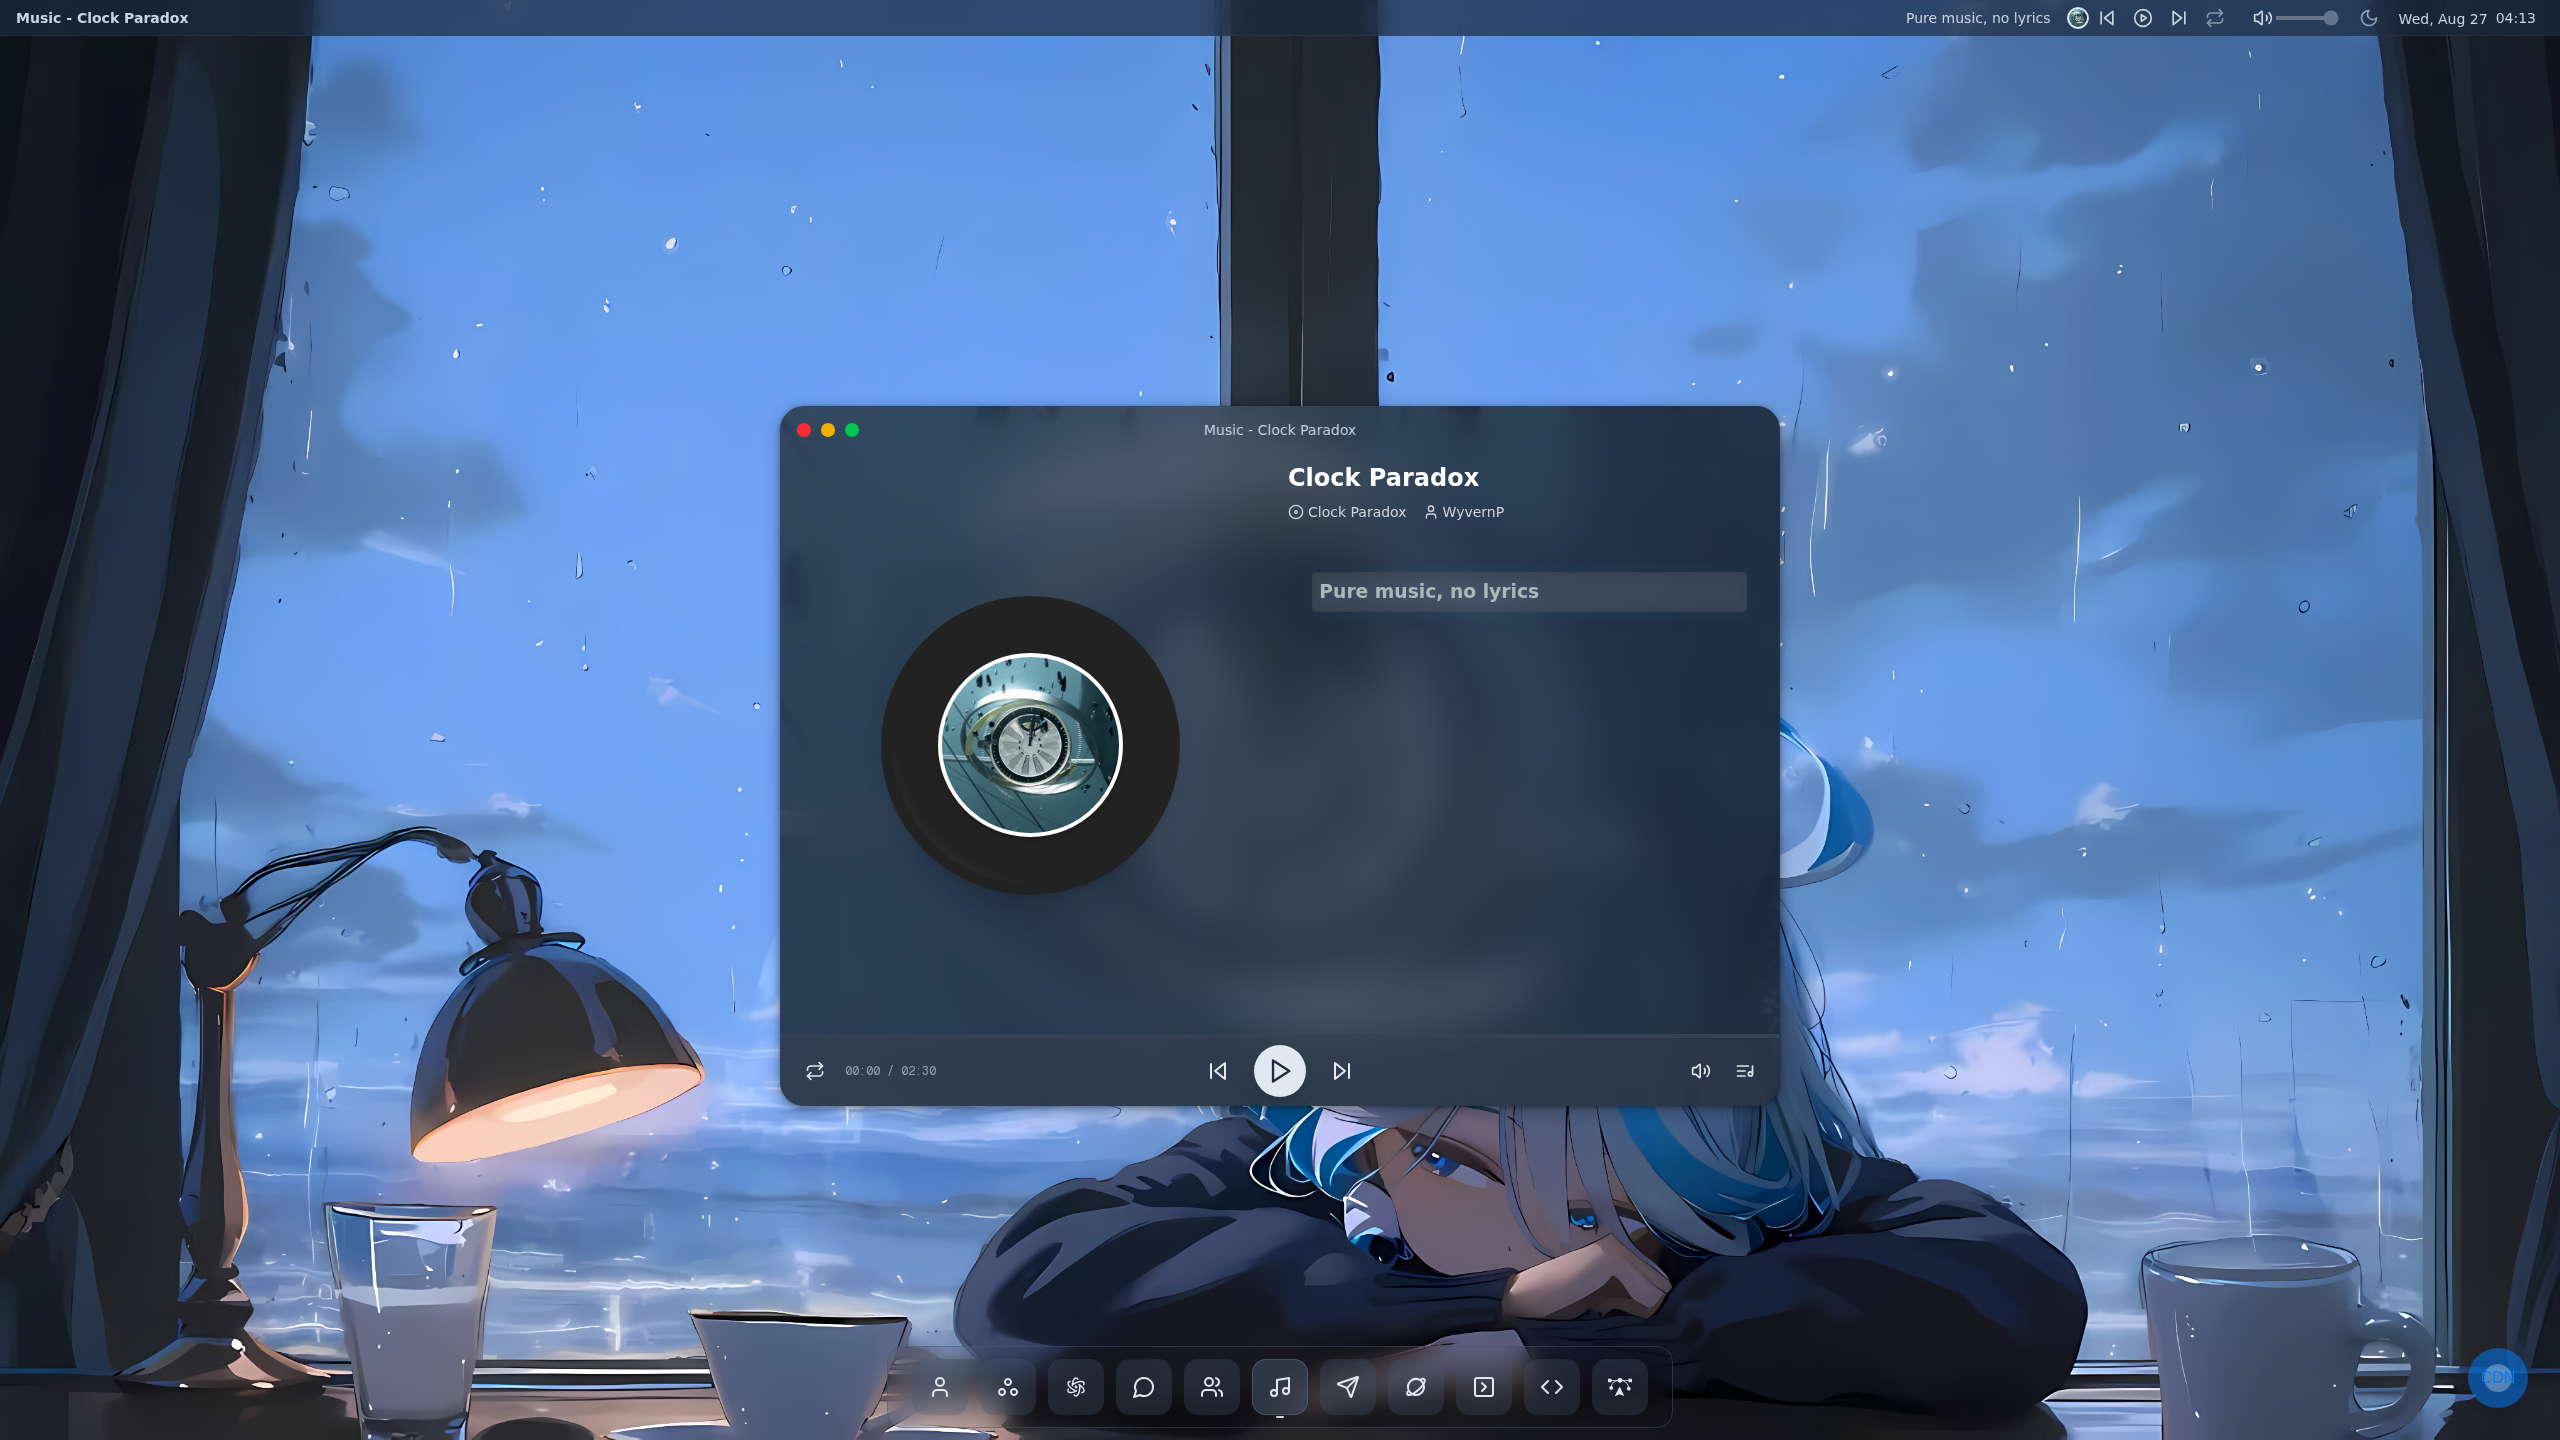 Music - Clock Paradox
Pure music, no lyrics
Wed, Aug 27 04:13
Music - Clock Paradox
Clock Paradox
Clock Paradox WyvernP
Pure music, no lyrics
00:00 / 02:30
CDN